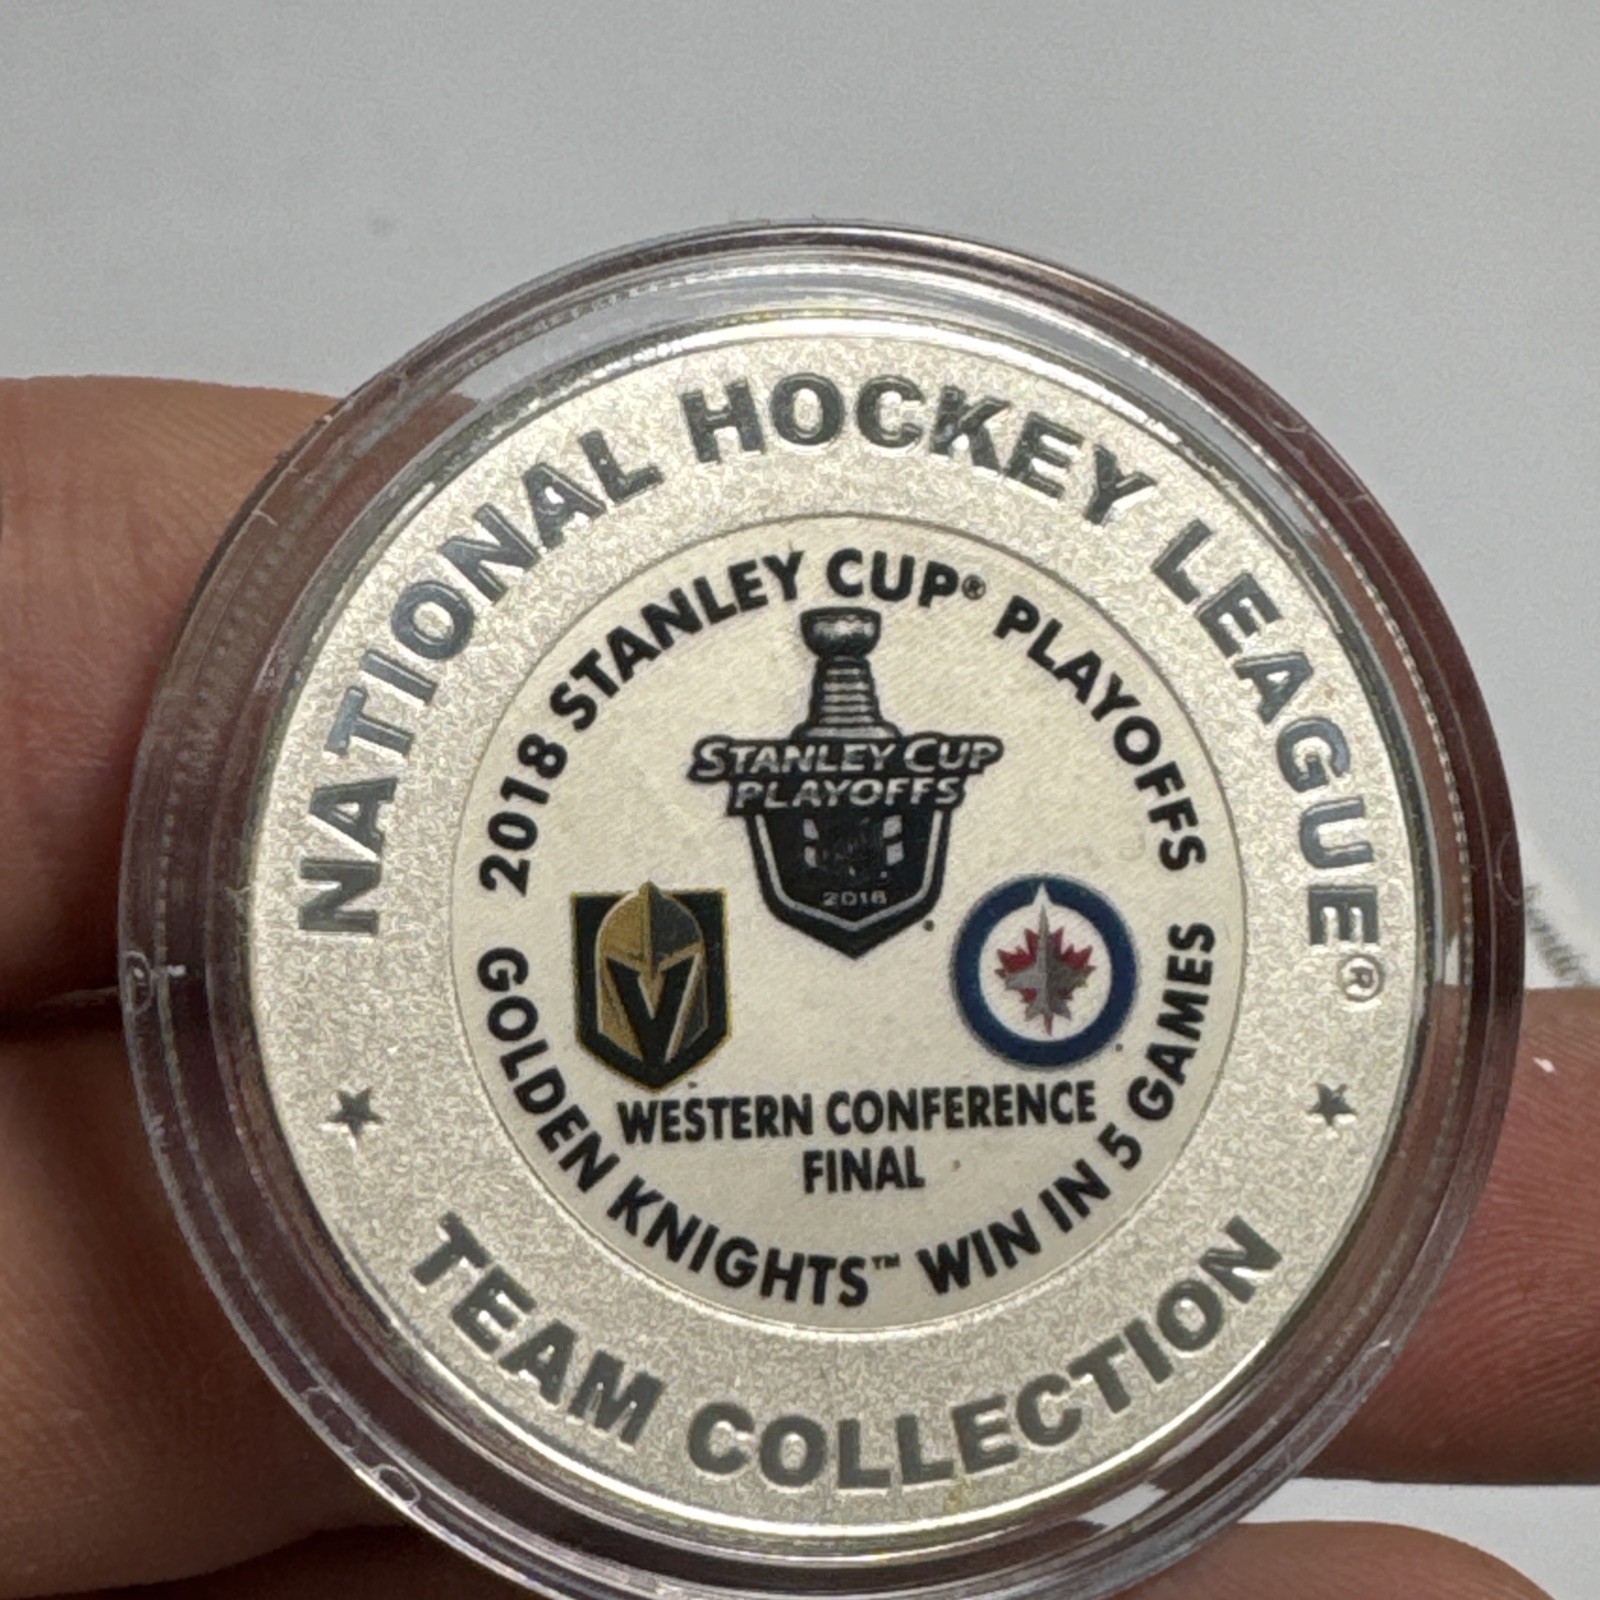 NATIONAL HOCKEY LEAGUE®
2018 STANLEY CUP® PLAYOFFS
STANLEY CUP
PLAYOFFS
2018
WESTERN CONFERENCE
FINAL
GOLDEN KNIGHTS™ WIN IN 5 GAMES
TEAM COLLECTION